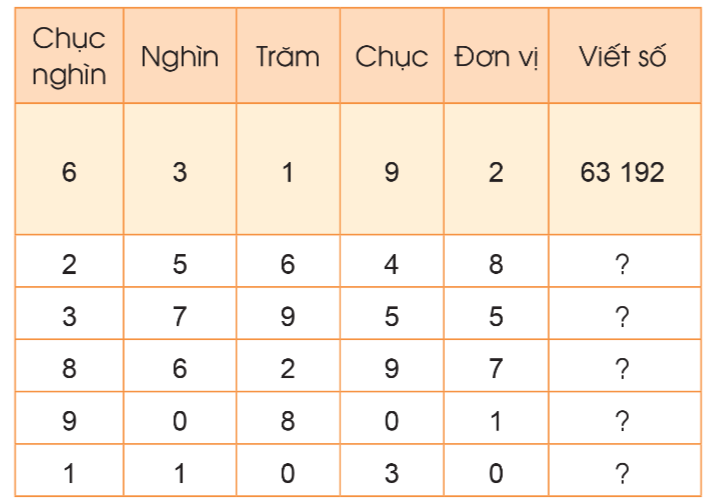 Chục nghìn Nghìn Trăm Chục Đơn vị Viết số
6 3 1 9 2 63 192
2 5 6 4 8 ?
3 7 9 5 5 ?
8 6 2 9 7 ?
9 0 8 0 1 ?
1 1 0 3 0 ?